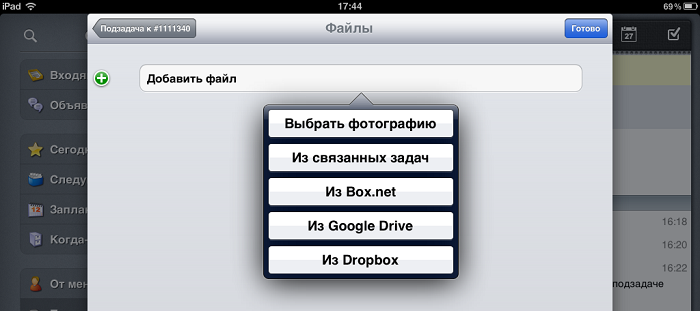 iPad 17:44 69%
Подзадача к #1111340 Файлы Готово
27
Добавить файл
Входя
Объяв
Выбрать фотографию
Из связанных задач
Сегод
Из Box.net
Следу
Из Google Drive
Заплан
12
16:18
Когда-
16:20
Из Dropbox
16:22
От мен
подзадаче